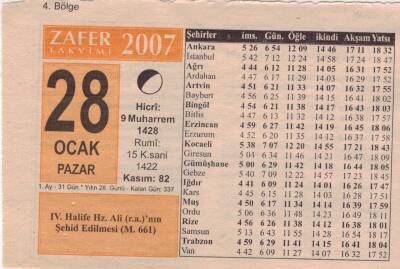 4. Bölge
ZAFER 2007
TAKVİMİ
28
OCAK
PAZAR
Hicrî:
9 Muharrem
1428
Rumî:
15 K.sani
1422
Kasım: 82
1. Ay - 31 Gün * Yılın 28. Günü - Kalan Gün: 337
IV. Halife Hz. Ali (r.a.)'nın
Şehid Edilmesi (M. 661)
Şehirler ims. Gün. Öğle ikindi Akşam Yatsı
Ankara 5 26 6 54 12 09 14 46 17 11 18 32
İstanbul 5 42 7 12 12 24 14 58 17 24 18 47
Ağrı 4 44 6 12 11 28 14 05 16 31 17 52
Ardahan 4 47 6 17 11 29 14 03 16 29 17 52
Artvin 4 51 6 21 11 33 14 07 16 32 17 55
Bayburt 4 56 6 25 11 39 14 15 16 41 18 02
Bingöl 4 54 6 21 11 38 14 17 16 43 18 03
Bitlis 4 47 6 13 11 32 14 12 16 38 17 57
Erzincan 4 59 6 27 11 42 14 19 16 45 18 06
Erzurum 4 52 6 20 11 35 14 12 16 37 17 58
Kocaeli 5 38 7 07 12 20 14 55 17 21 18 43
Giresun 5 04 6 34 11 46 14 21 16 46 18 09
Gümüşhane 5 00 6 29 11 42 14 18 16 44 18 05
Gebze 5 40 7 09 12 22 14 57 17 23 18 45
Iğdır 4 41 6 09 11 24 14 01 16 26 17 47
Kars 4 45 6 15 11 28 14 03 16 28 17 51
Muş 4 50 6 17 11 34 14 13 16 39 17 59
Ordu 5 06 6 36 11 48 14 23 16 49 18 11
Rize 4 56 6 26 11 38 14 12 16 38 18 01
Samsun 5 13 6 43 11 55 14 28 16 54 18 17
Trabzon 4 59 6 29 11 41 14 15 16 41 18 04
Van 4 42 6 09 11 27 14 07 16 32 17 52